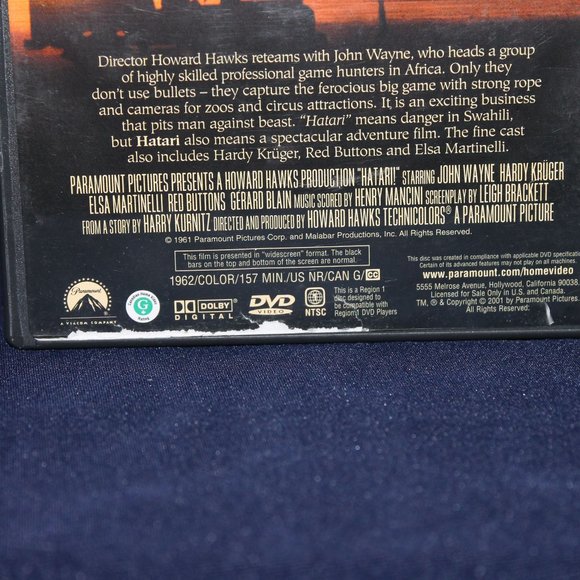 Director Howard Hawks reteams with John Wayne, who heads a group
of highly skilled professional game hunters in Africa. Only they
don't use bullets – they capture the ferocious big game with strong rope
and cameras for zoos and circus attractions. It is an exciting business
that pits man against beast. "Hatari" means danger in Swahili,
but Hatari also means a spectacular adventure film. The fine cast
also includes Hardy Krüger, Red Buttons and Elsa Martinelli.
PARAMOUNT PICTURES PRESENTS A HOWARD HAWKS PRODUCTION "HATARI!" STARRING JOHN WAYNE HARDY KRÜGER
ELSA MARTINELLI RED BUTTONS GERARD BLAIN MUSIC SCORED BY HENRY MANCINI SCREENPLAY BY LEIGH BRACKETT
FROM A STORY BY HARRY KURNITZ DIRECTED AND PRODUCED BY HOWARD HAWKS TECHNICOLORS® A PARAMOUNT PICTURE
© 1961 Paramount Pictures Corp. and Malabar Productions, Inc. All Rights Reserved.
This film is presented in "widescreen" format. The black
bars on the top and bottom of the screen are normal.
1962/COLOR/157 MIN./US NR/CAN G/CC
This disc was created in compliance with applicable DVD specificat
Certain of its advanced features may not play on all machines.
www.paramount.com/homevideo
5555 Melrose Avenue, Hollywood, California 90038.
Licensed for Sale Only in U.S. and Canada.
TM, ® & Copyright © 2001 by Paramount Pictures.
All Rights Reserved.
Paramount
A VIACOM COMPANY
G
DOLBY
DIGITAL
DVD
VIDEO
NTSC
This is a Region 1
disc designed to
be compatible with
Region 1 DVD Players